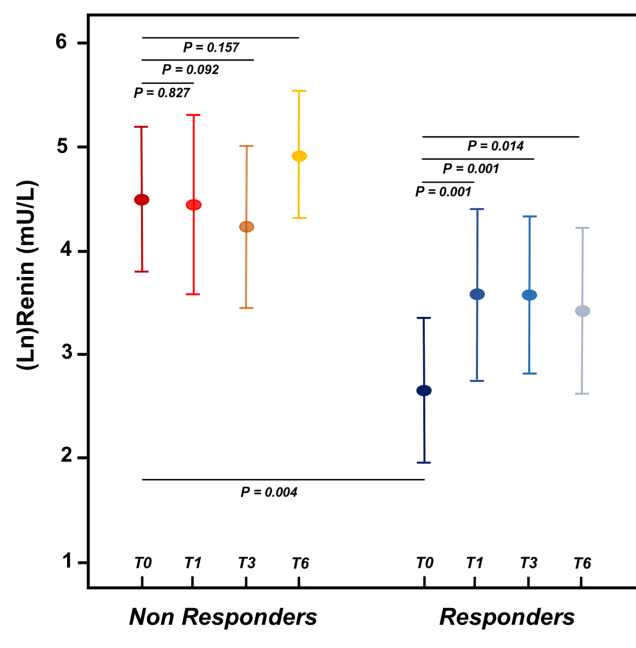 6
P = 0.157
P = 0.092
P = 0.827
5
P = 0.014
P = 0.001
P = 0.001
4
(Ln)Renin (mU/L)
3
2
P = 0.004
1
T0 T1 T3 T6 T0 T1 T3 T6
Non Responders Responders